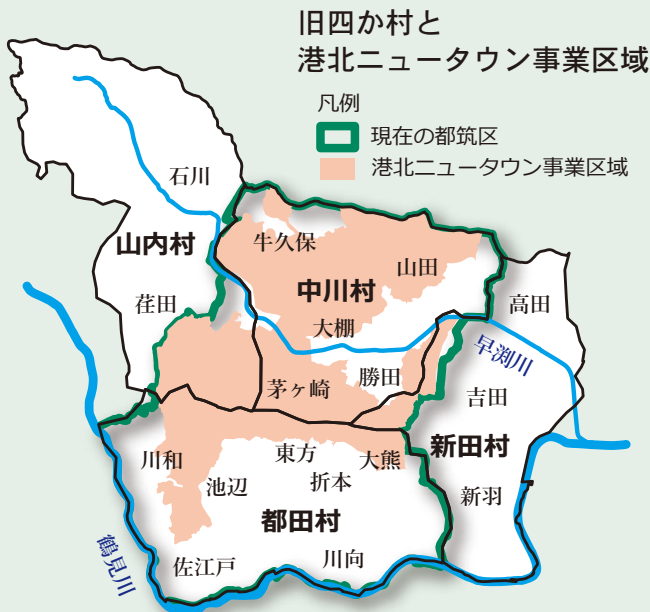 旧四か村と
港北ニュータウン事業区域
凡例
現在の都筑区
港北ニュータウン事業区域
石川
山内村
牛久保
山田
中川村
荏田
高田
大棚
早渕川
勝田
茅ヶ崎
吉田
新田村
川和
東方
大熊
池辺
折本
新羽
都田村
鶴見川
佐江戸
川向